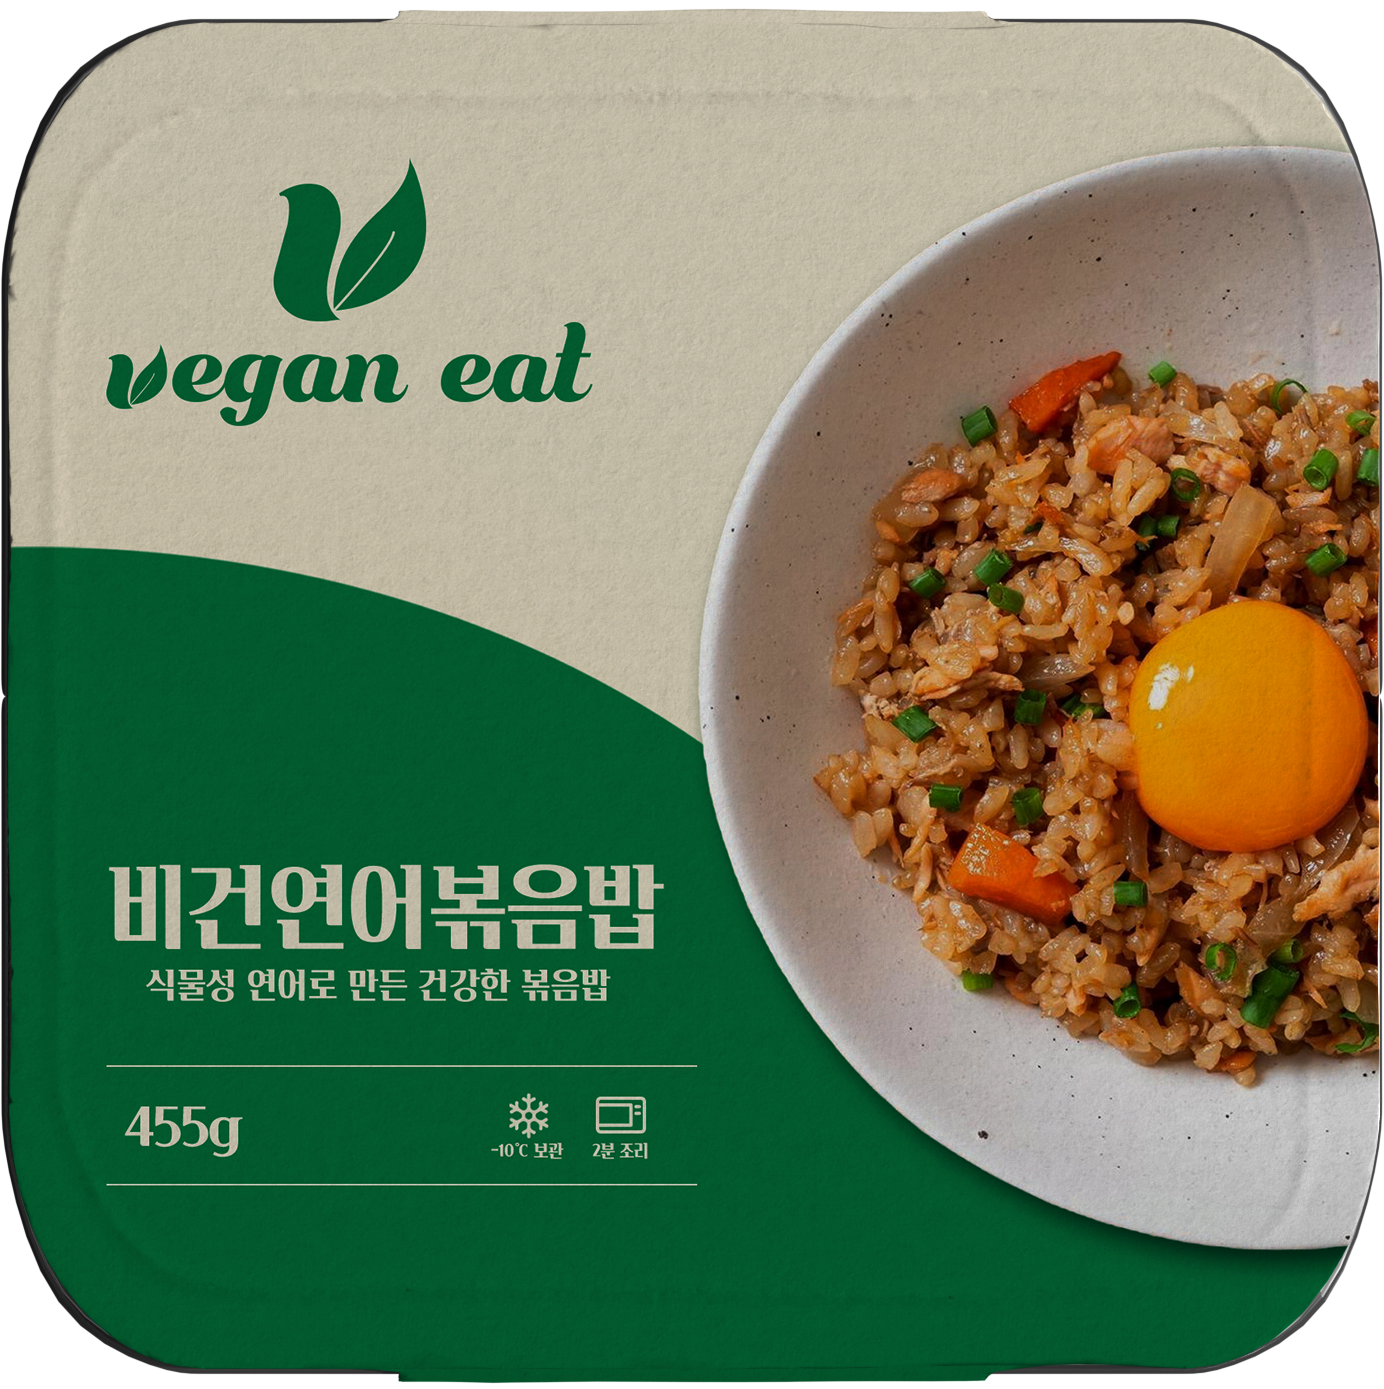 vegan eat
비건연어볶음밥
식물성 연어로 만든 건강한 볶음밥
455g
-10℃ 보관
2분 조리